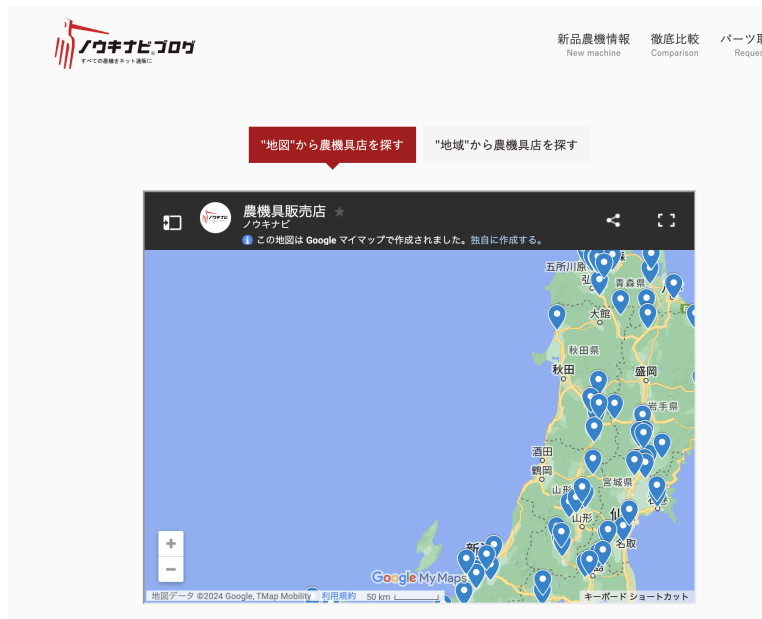 ノウキナビブログ
すべての農機をネット通販に
新品農機情報
New machine
徹底比較
Comparison
パーツ取
Reques
"地図"から農機具店を探す
"地域"から農機具店を探す
農機具販売店
ノウキナビ
この地図は Google マイマップで作成されました。独自に作成する。
五所川原
弘
青森県
八
大館
秋田県
秋田
盛岡
岩手県
酒田
鶴岡
宮城県
山形
石巻
山形
仙
名取
新潟
島
Google My Maps
地図データ ©2024 Google, TMap Mobility
利用規約
50 km
キーボード ショートカット